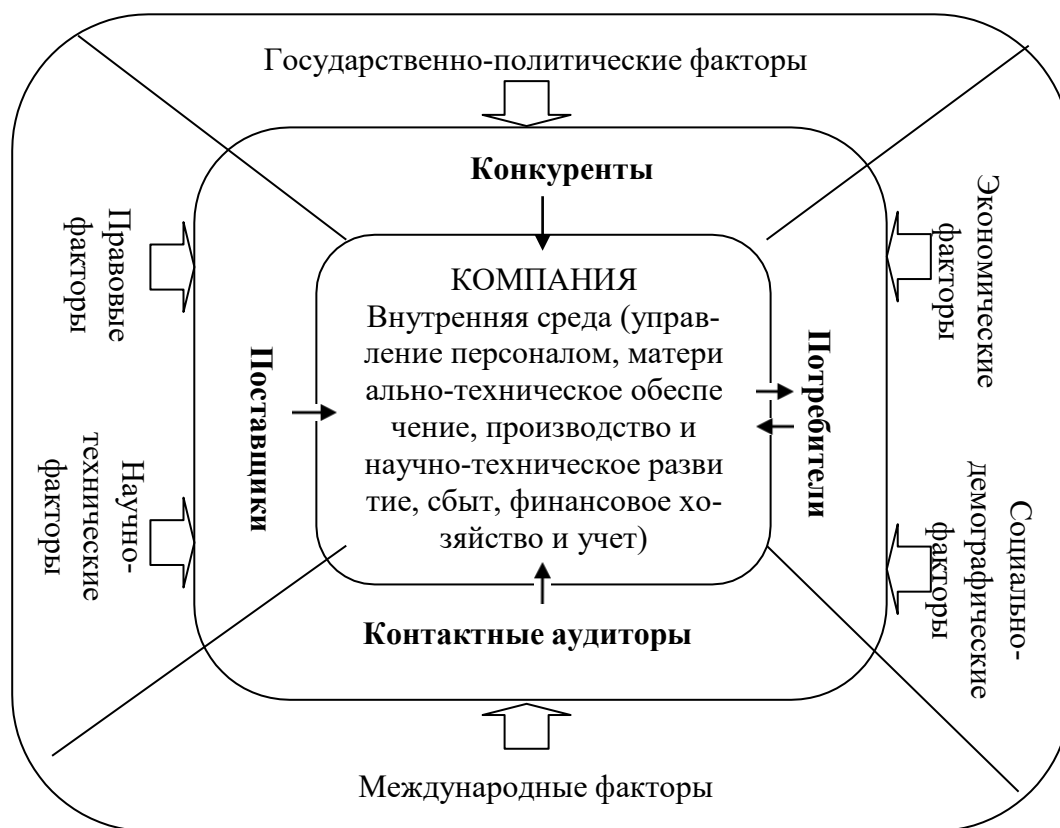 Государственно-политические факторы
Конкуренты
Правовые
факторы
Экономические
факторы
КОМПАНИЯ
Внутренняя среда (управ-
ление персоналом, матери
ально-техническое обеспе
чение, производство и
научно-техническое разви
тие, сбыт, финансовое хо-
зяйство и учет)
Поставщики
Потребители
Научно-
технические
факторы
Социально-
демографические
факторы
Контактные аудиторы
Международные факторы